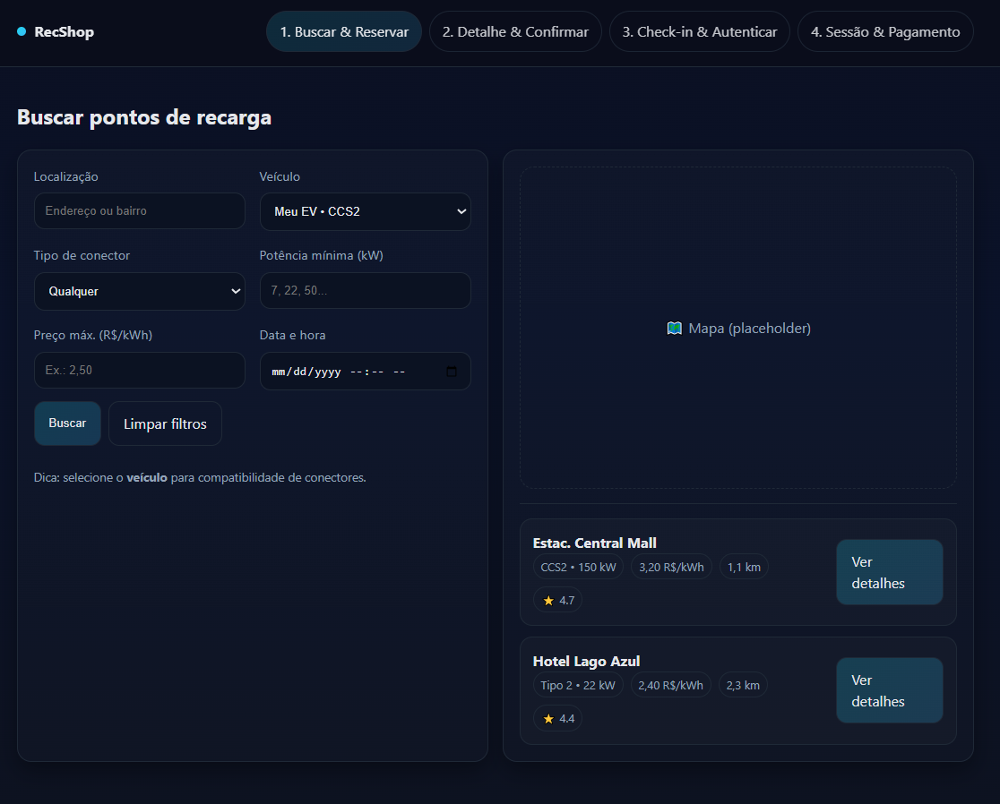 RecShop
1. Buscar & Reservar
2. Detalhe & Confirmar
3. Check-in & Autenticar
4. Sessão & Pagamento
Buscar pontos de recarga
Localização
Veículo
Endereço ou bairro
Meu EV • CCS2
Tipo de conector
Potência mínima (kW)
Qualquer
7, 22, 50...
Preço máx. (R$/kWh)
Data e hora
Ex.: 2,50
mm/dd/yyyy --:-- --
Buscar
Limpar filtros
Dica: selecione o veículo para compatibilidade de conectores.
Mapa (placeholder)
Estac. Central Mall
CCS2 • 150 kW
3,20 R$/kWh
1,1 km
⭐ 4.7
Ver
detalhes
Hotel Lago Azul
Tipo 2 • 22 kW
2,40 R$/kWh
2,3 km
⭐ 4.4
Ver
detalhes